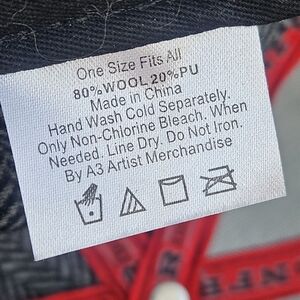 One Size Fits All
80%WOOL 20%PU
Made in China
Hand Wash Cold Separately.
Only Non-Chlorine Bleach. When
Needed. Line Dry. Do Not Iron.
By A3 Artist Merchandise